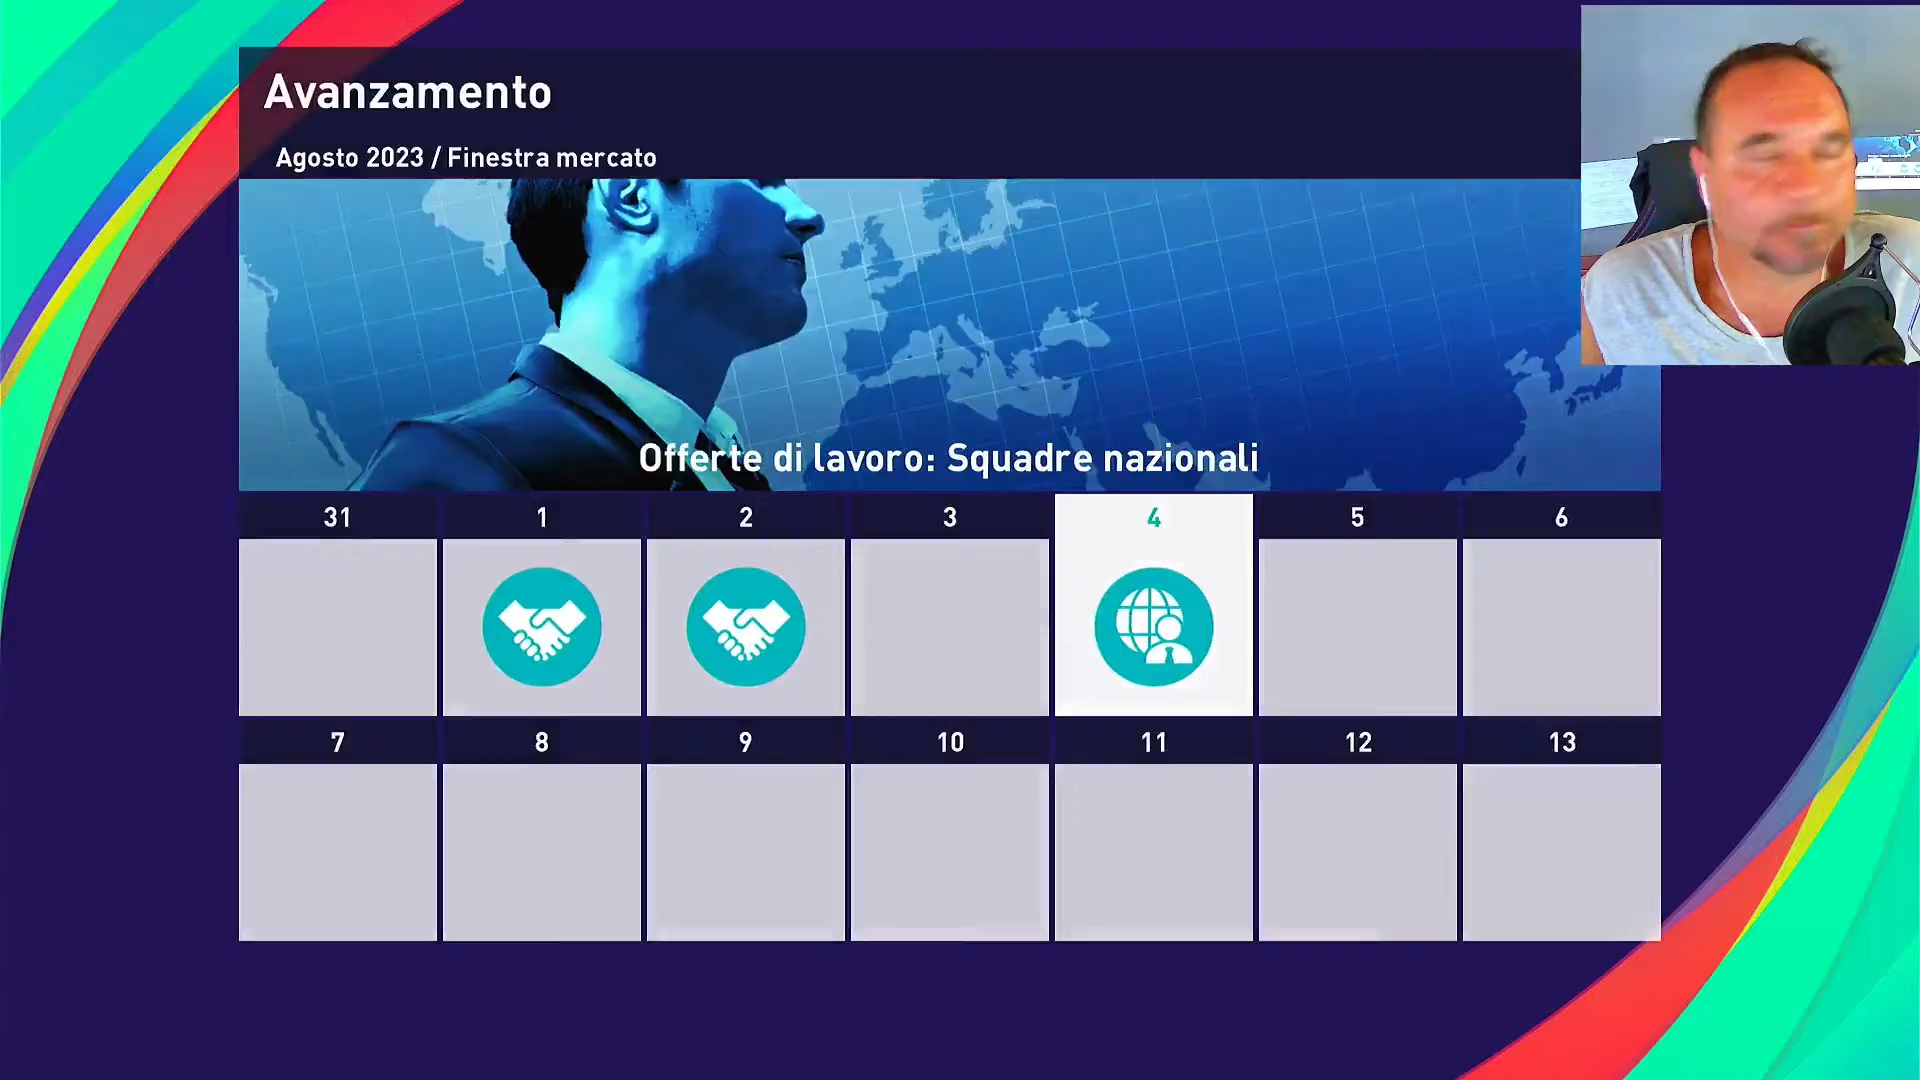 Avanzamento
Agosto 2023 / Finestra mercato
Offerte di lavoro: Squadre nazionali
31 1 2 3 4 5 6
7 8 9 10 11 12 13